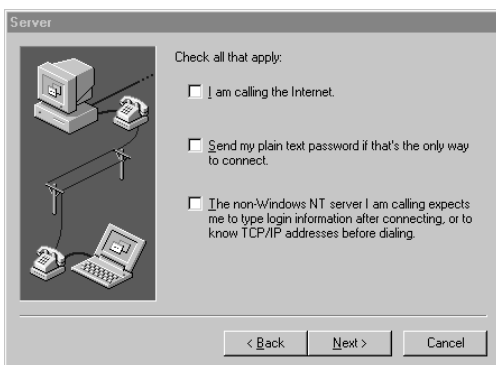 Server
Check all that apply:
I am calling the Internet.
Send my plain text password if that's the only way
to connect.
The non-Windows NT server I am calling expects
me to type login information after connecting, or to
know TCP/IP addresses before dialing.
< Back
Next >
Cancel